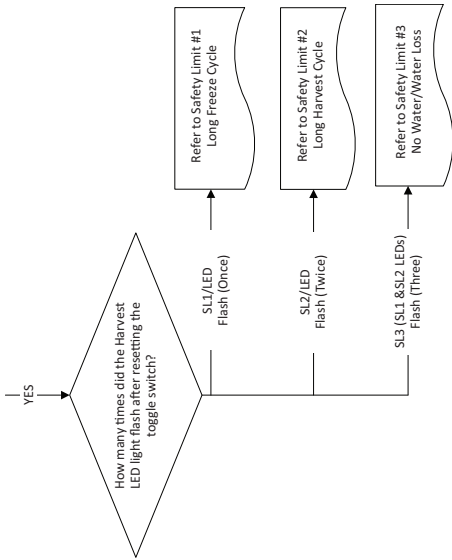 YES
How many times did the Harvest
LED light flash after resetting the
toggle switch?
SL1/LED
Flash (Once)
Refer to Safety Limit #1
Long Freeze Cycle
SL2/LED
Flash (Twice)
Refer to Safety Limit #2
Long Harvest Cycle
SL3 (SL1 &SL2 LEDs)
Flash (Three)
Refer to Safety Limit #3
No Water/Water Loss